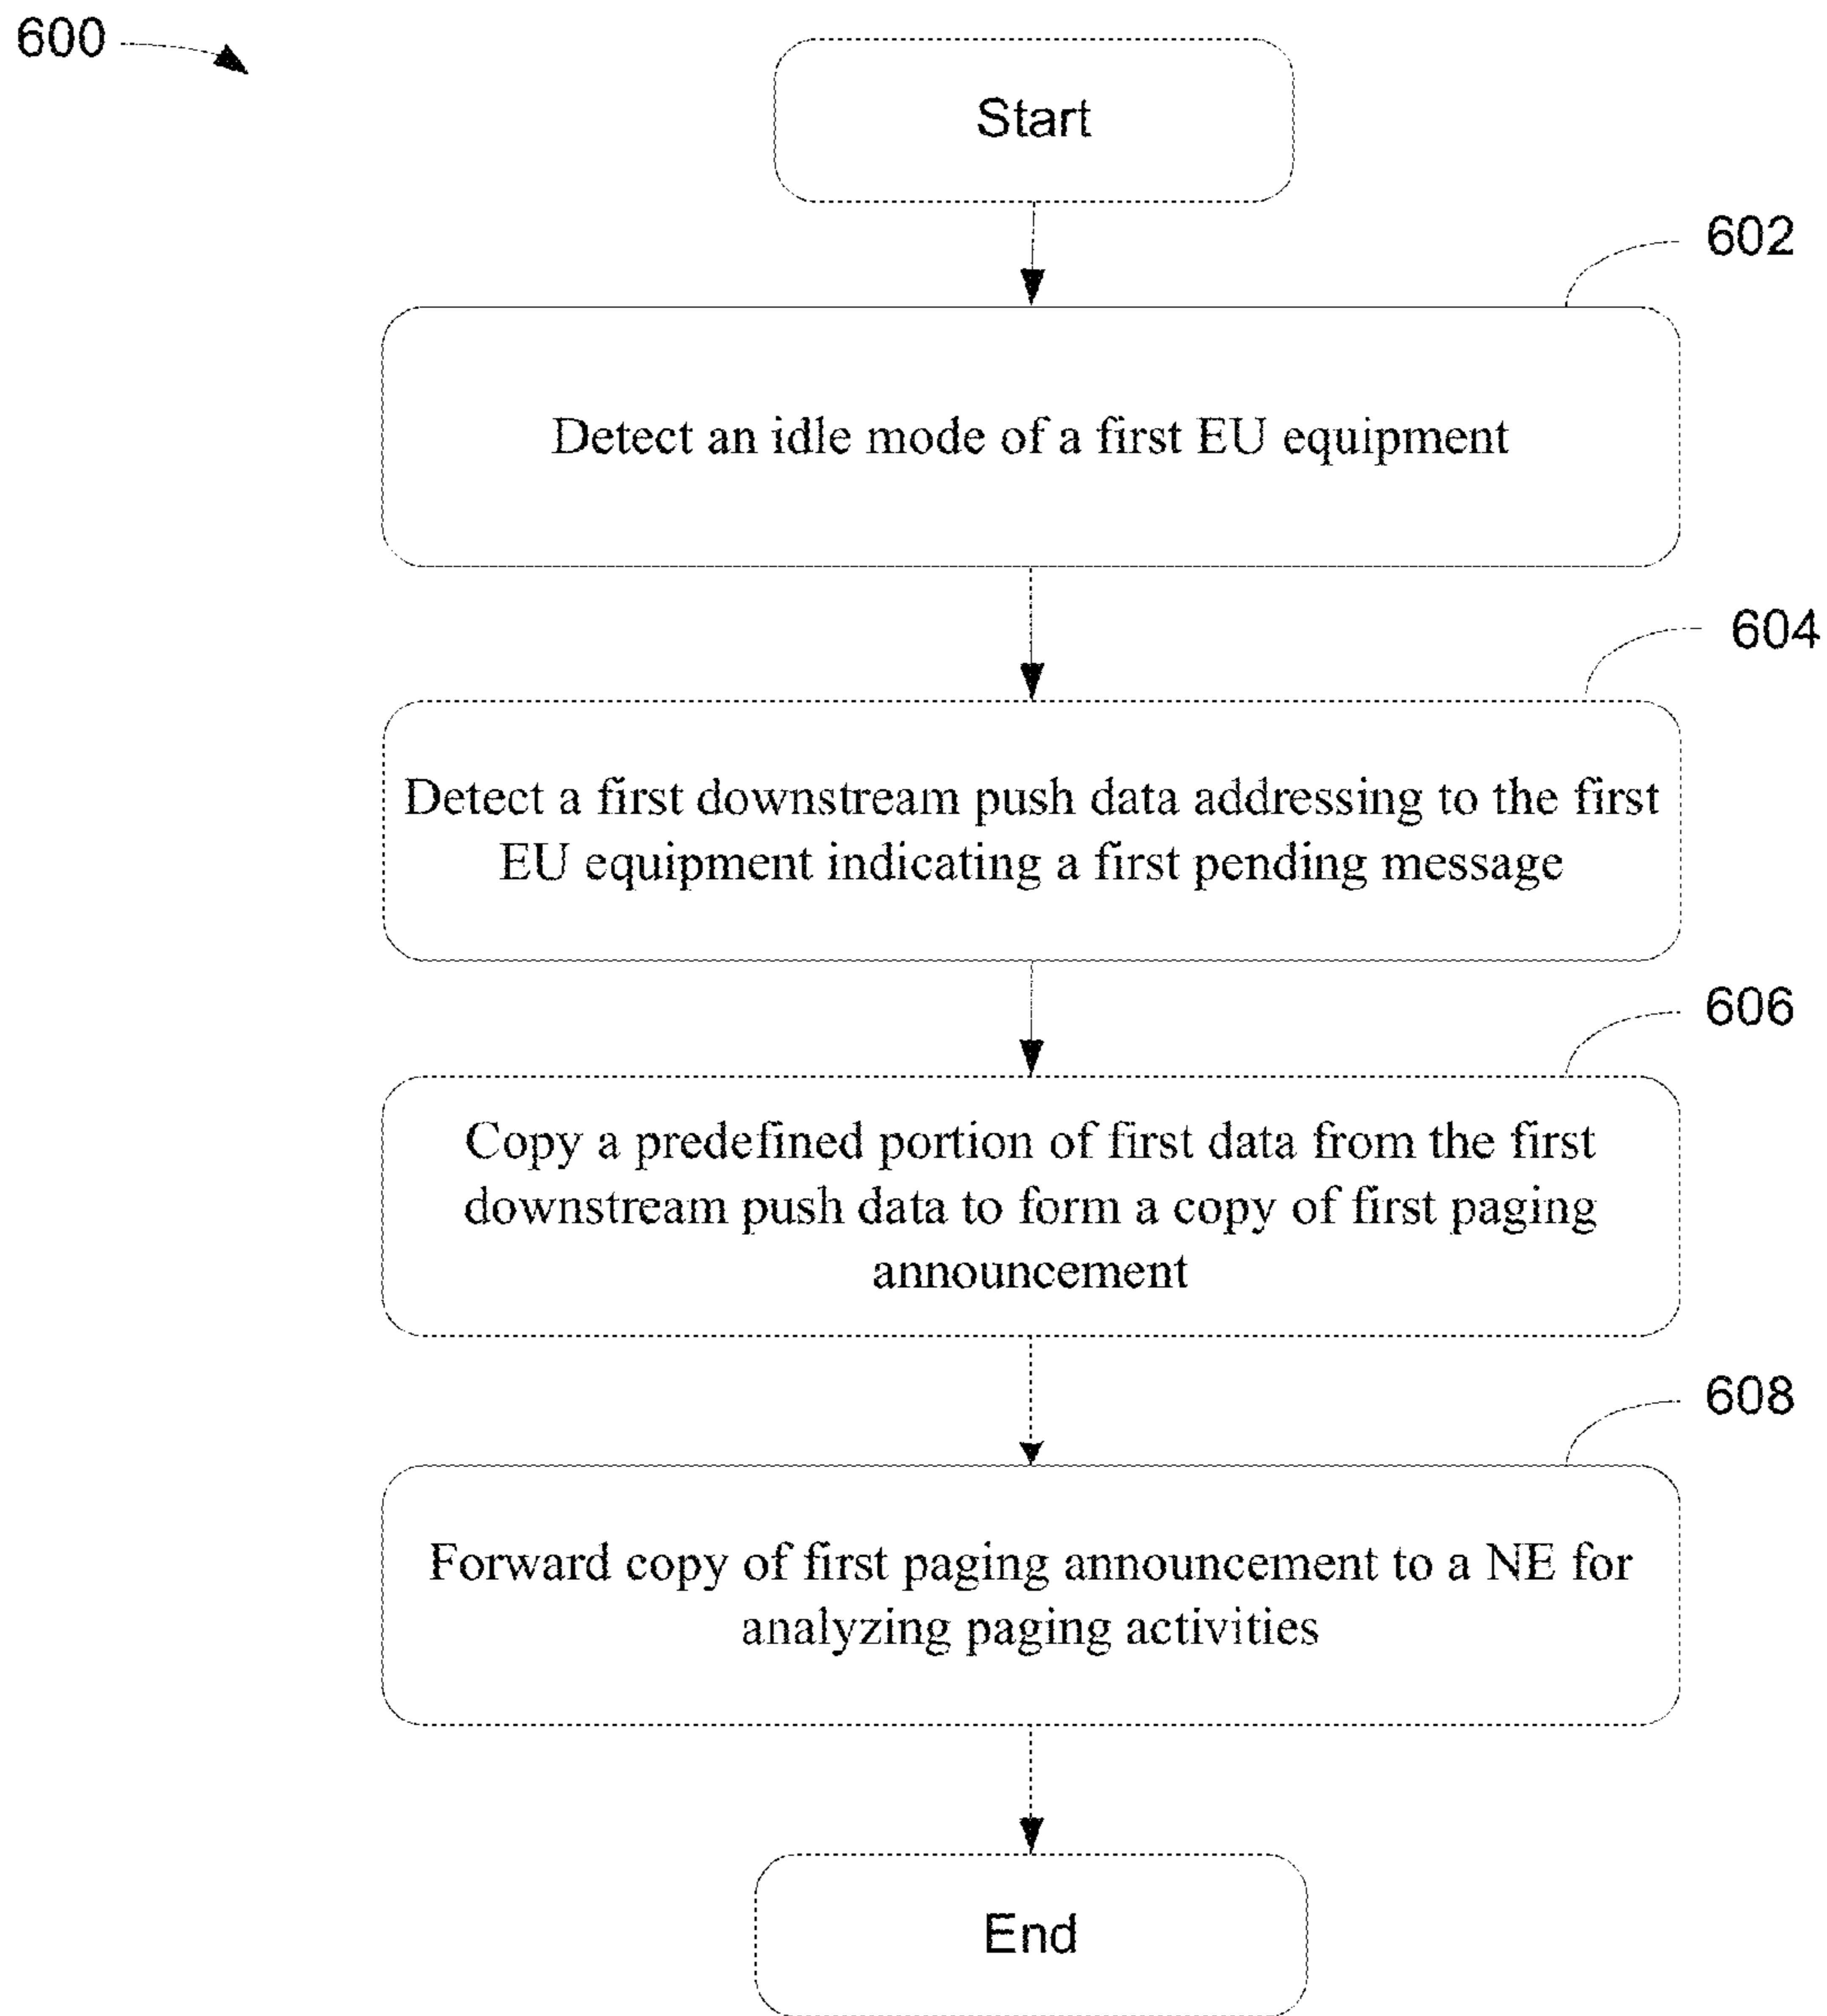 600
Start
602
Detect an idle mode of a first EU equipment
604
Detect a first downstream push data addressing to the first
EU equipment indicating a first pending message
606
Copy a predefined portion of first data from the first
downstream push data to form a copy of first paging
announcement
608
Forward copy of first paging announcement to a NE for
analyzing paging activities
End